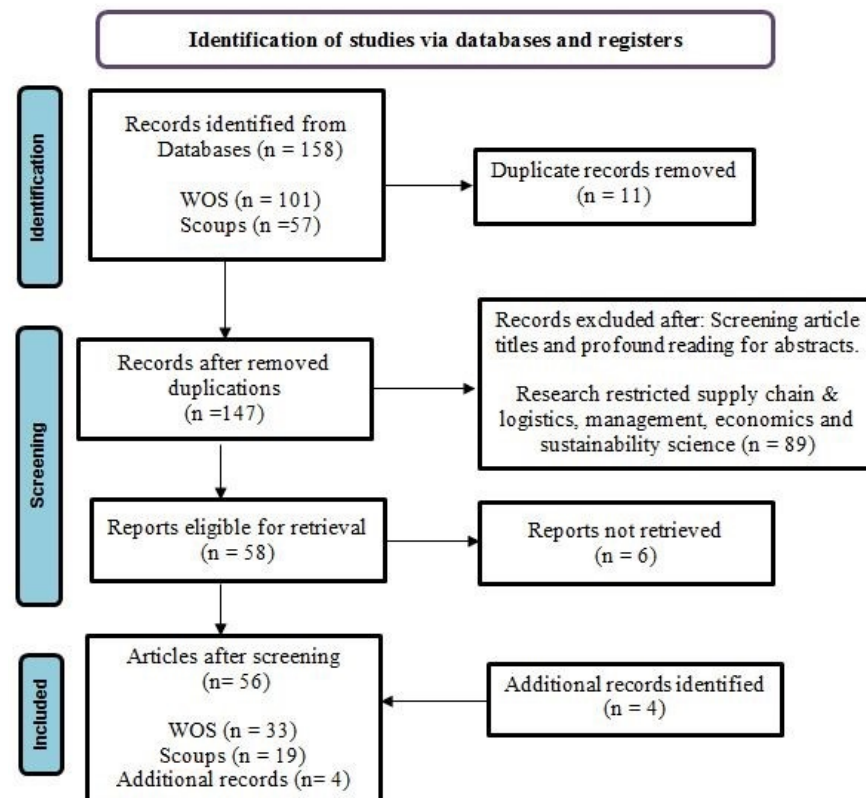 Identification of studies via databases and registers
Identification
Records identified from
Databases (n = 158)
WOS (n = 101)
Scoups (n =57)
Duplicate records removed
(n = 11)
Screening
Records after removed
duplications
(n =147)
Records excluded after: Screening article
titles and profound reading for abstracts.
Research restricted supply chain &
logistics, management, economics and
sustainability science (n = 89)
Reports eligible for retrieval
(n = 58)
Reports not retrieved
(n = 6)
Included
Articles after screening
(n= 56)
WOS (n = 33)
Scoups (n = 19)
Additional records (n= 4)
Additional records identified
(n = 4)